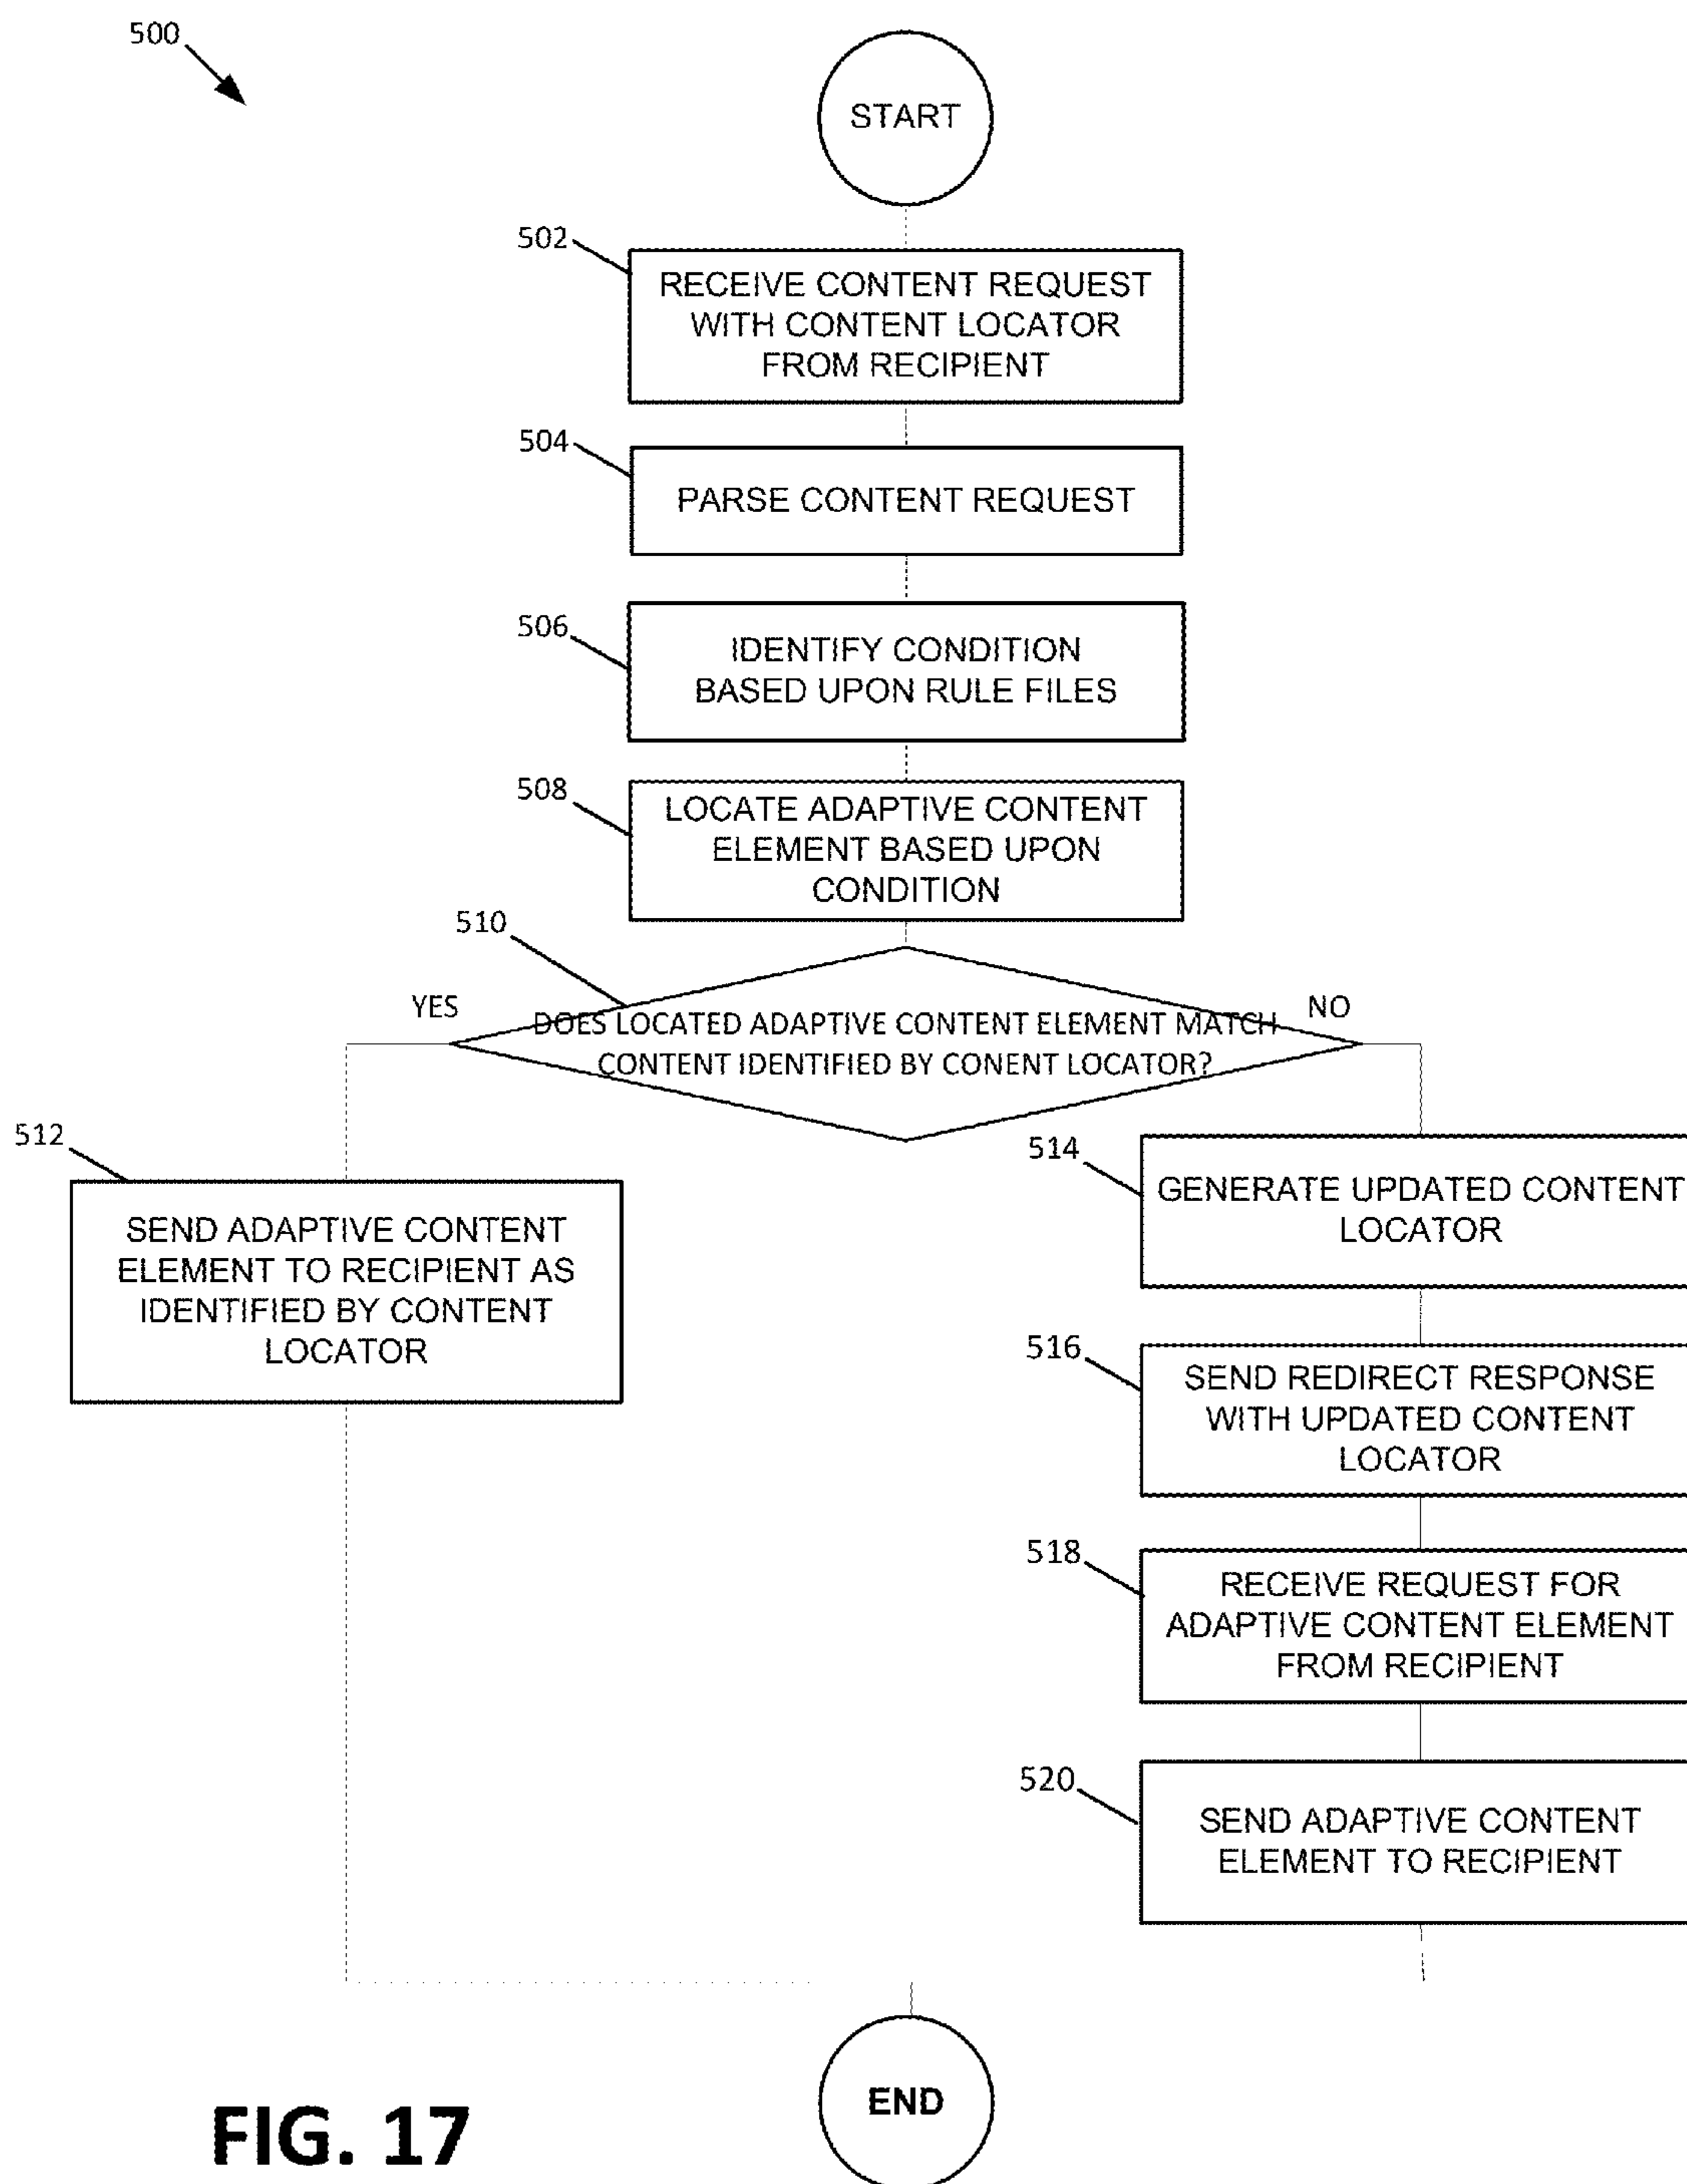 500
START
502
RECEIVE CONTENT REQUEST
WITH CONTENT LOCATOR
FROM RECIPIENT
504
PARSE CONTENT REQUEST
506
IDENTIFY CONDITION
BASED UPON RULE FILES
508
LOCATE ADAPTIVE CONTENT
ELEMENT BASED UPON
CONDITION
510
YES
NO
DOES LOCATED ADAPTIVE CONTENT ELEMENT MATCH
CONTENT IDENTIFIED BY CONENT LOCATOR?
512
SEND ADAPTIVE CONTENT
ELEMENT TO RECIPIENT AS
IDENTIFIED BY CONTENT
LOCATOR
514
GENERATE UPDATED CONTENT
LOCATOR
516
SEND REDIRECT RESPONSE
WITH UPDATED CONTENT
LOCATOR
518
RECEIVE REQUEST FOR
ADAPTIVE CONTENT ELEMENT
FROM RECIPIENT
520
SEND ADAPTIVE CONTENT
ELEMENT TO RECIPIENT
END
FIG. 17